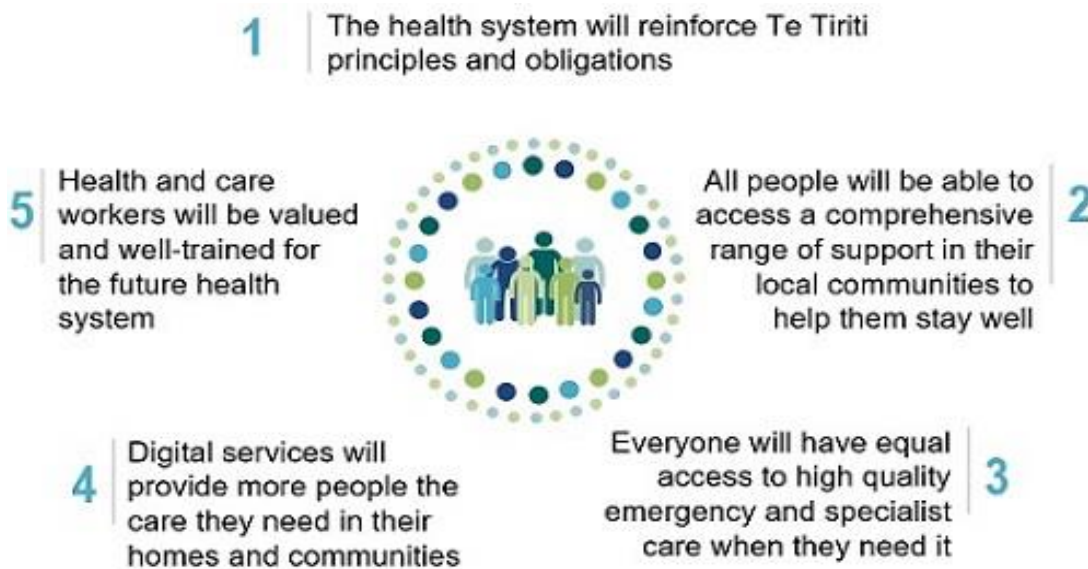 1
The health system will reinforce Te Tiriti
principles and obligations
2
All people will be able to
access a comprehensive
range of support in their
local communities to
help them stay well
3
Everyone will have equal
access to high quality
emergency and specialist
care when they need it
4
Digital services will
provide more people the
care they need in their
homes and communities
5
Health and care
workers will be valued
and well-trained for
the future health
system